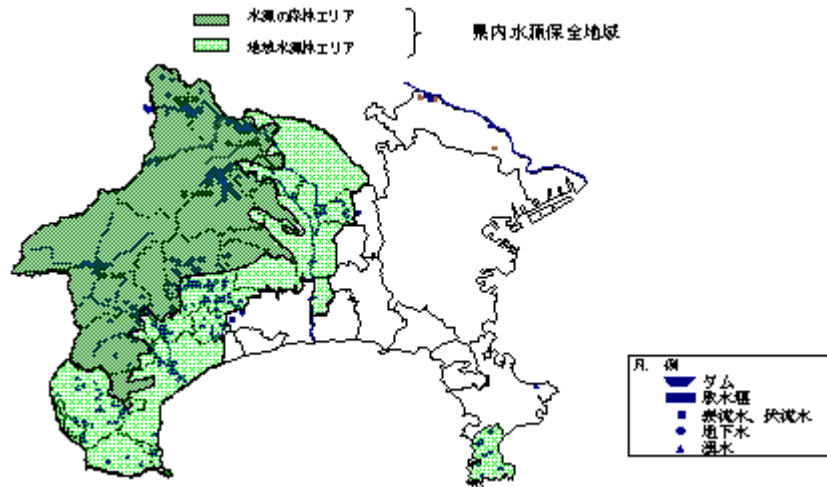 水源の森林エリア
地域水源林エリア
県内水源保全地域
凡 例
ダム
取水堰
表流水、伏流水
地下水
湧水